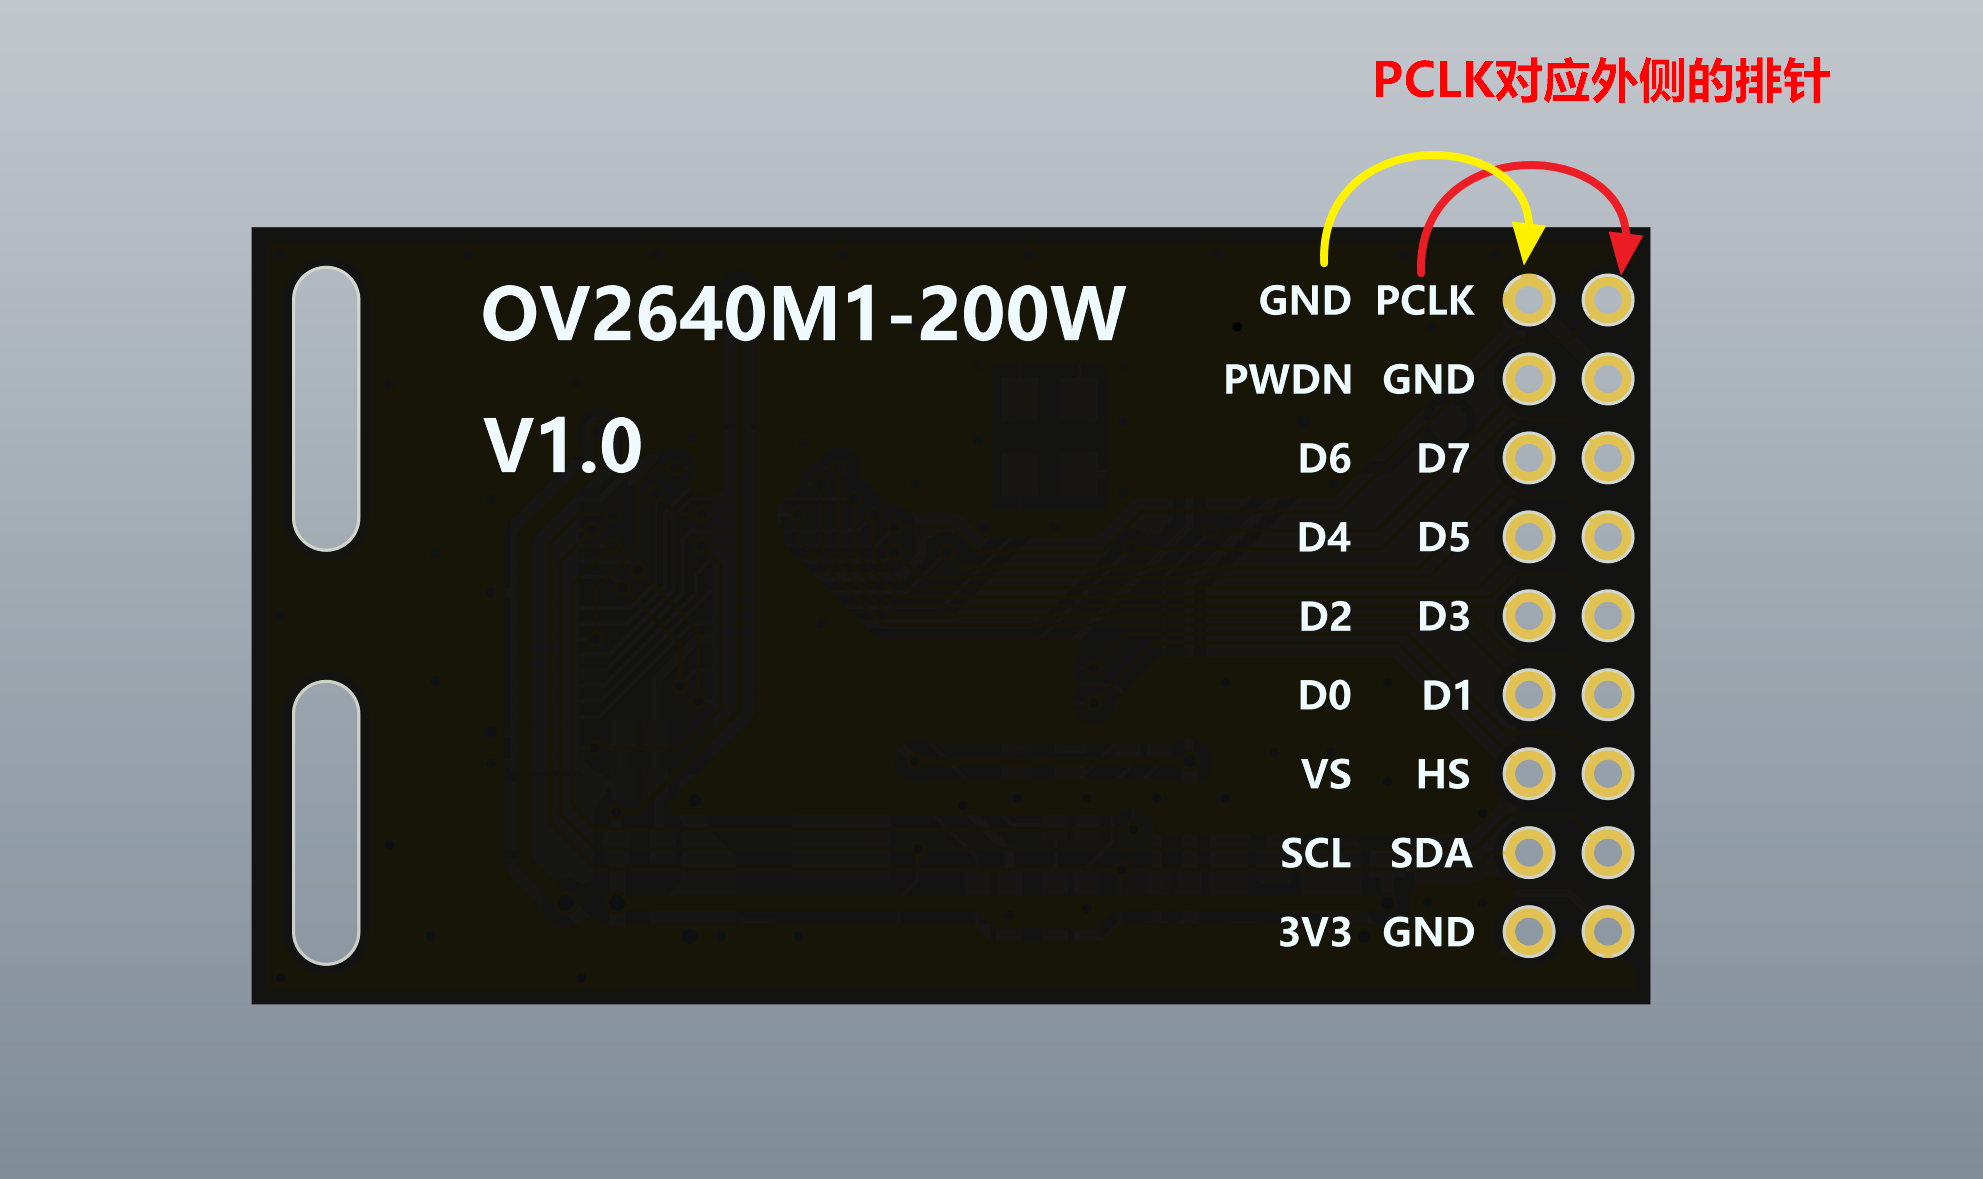 PCLK对应外侧的排针
OV2640M1-200W
V1.0
GND PCLK
PWDN GND
D6 D7
D4 D5
D2 D3
D0 D1
VS HS
SCL SDA
3V3 GND